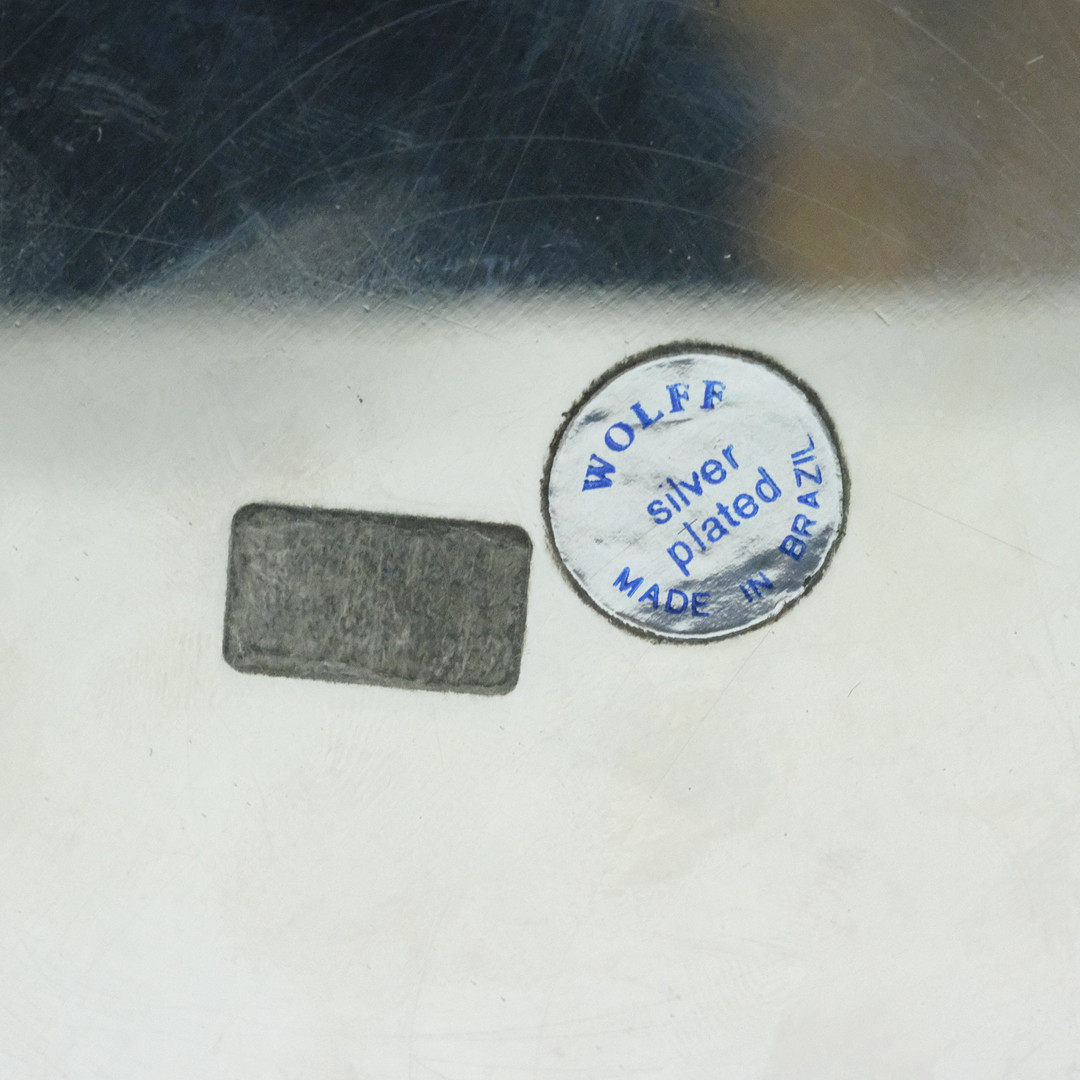 WOLFF
silver
plated
MADE IN BRAZIL